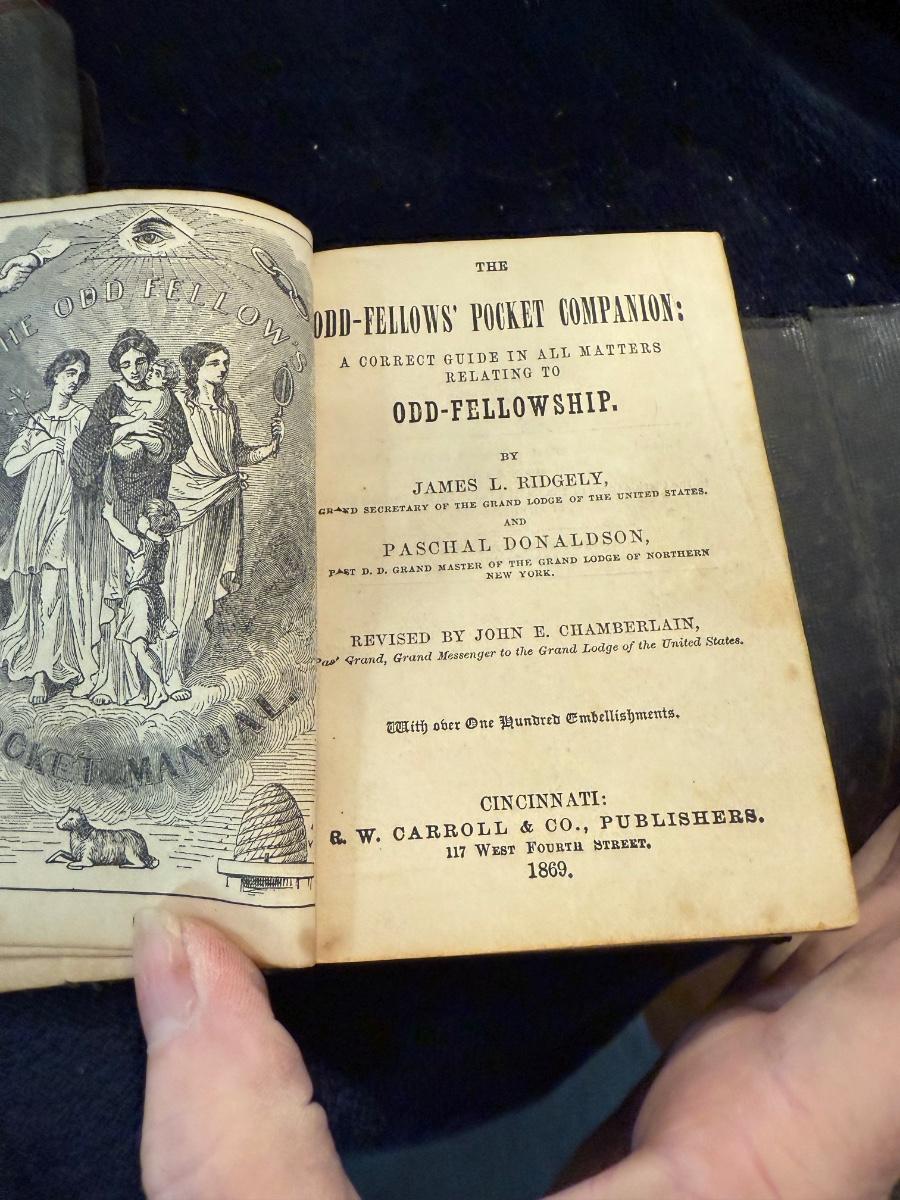 HE ODD FELLOW'S
CKET MANUAL.
THE
ODD-FELLOWS' POCKET COMPANION:
A CORRECT GUIDE IN ALL MATTERS
RELATING TO
ODD-FELLOWSHIP.
BY
JAMES L. RIDGELY,
GRAND SECRETARY OF THE GRAND LODGE OF THE UNITED STATES.
AND
PASCHAL DONALDSON,
PAST D. D. GRAND MASTER OF THE GRAND LODGE OF NORTHERN
NEW YORK.
REVISED BY JOHN E. CHAMBERLAIN,
Past Grand, Grand Messenger to the Grand Lodge of the United States.
With over One Hundred Embellishments.
CINCINNATI:
R. W. CARROLL & CO., PUBLISHERS.
117 WEST FOURTH STREET.
1869.